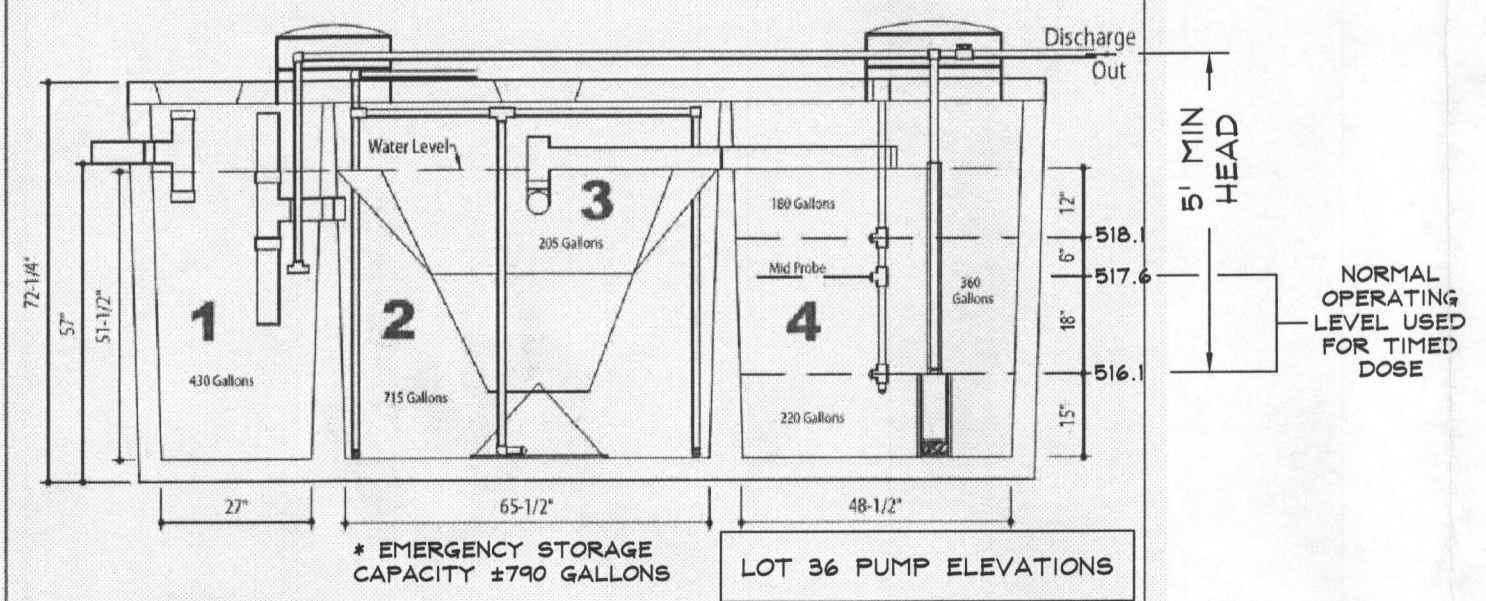 Discharge
Out
5' MIN
HEAD
Water Level
72-1/4"
57"
51-1/2"
1
430 Gallons
2
715 Gallons
3
205 Gallons
4
180 Gallons
Mid Probe
360
Gallons
220 Gallons
12"
6"
18"
15"
518.1
517.6
516.1
NORMAL
OPERATING
LEVEL USED
FOR TIMED
DOSE
27"
65-1/2"
48-1/2"
* EMERGENCY STORAGE
CAPACITY ±790 GALLONS
LOT 36 PUMP ELEVATIONS